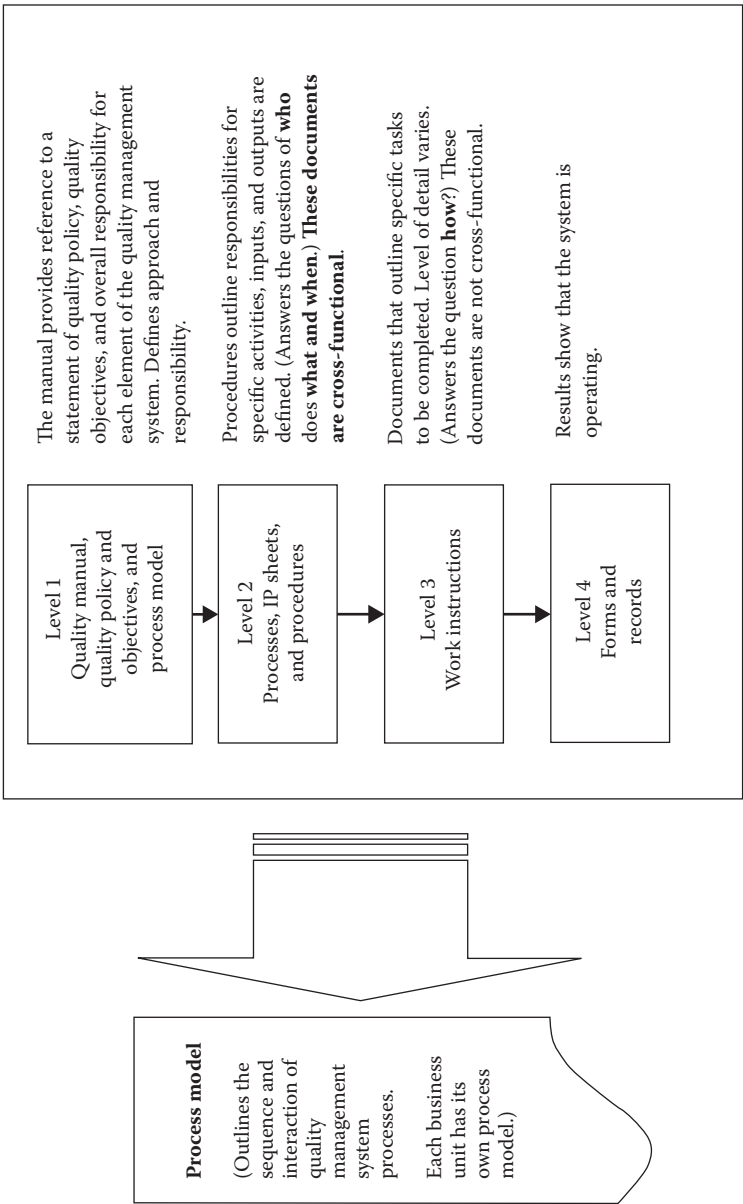 Process model
(Outlines the
sequence and
interaction of
quality
management
system
processes.
Each business
unit has its
own process
model.)
Level 1
Quality manual,
quality policy and
objectives, and
process model
The manual provides reference to a
statement of quality policy, quality
objectives, and overall responsibility for
each element of the quality management
system. Defines approach and
responsibility.
Level 2
Processes, IP sheets,
and procedures
Procedures outline responsibilities for
specific activities, inputs, and outputs are
defined. (Answers the questions of who
does what and when.) These documents
are cross-functional.
Level 3
Work instructions
Documents that outline specific tasks
to be completed. Level of detail varies.
(Answers the question how?) These
documents are not cross-functional.
Level 4
Forms and
records
Results show that the system is
operating.